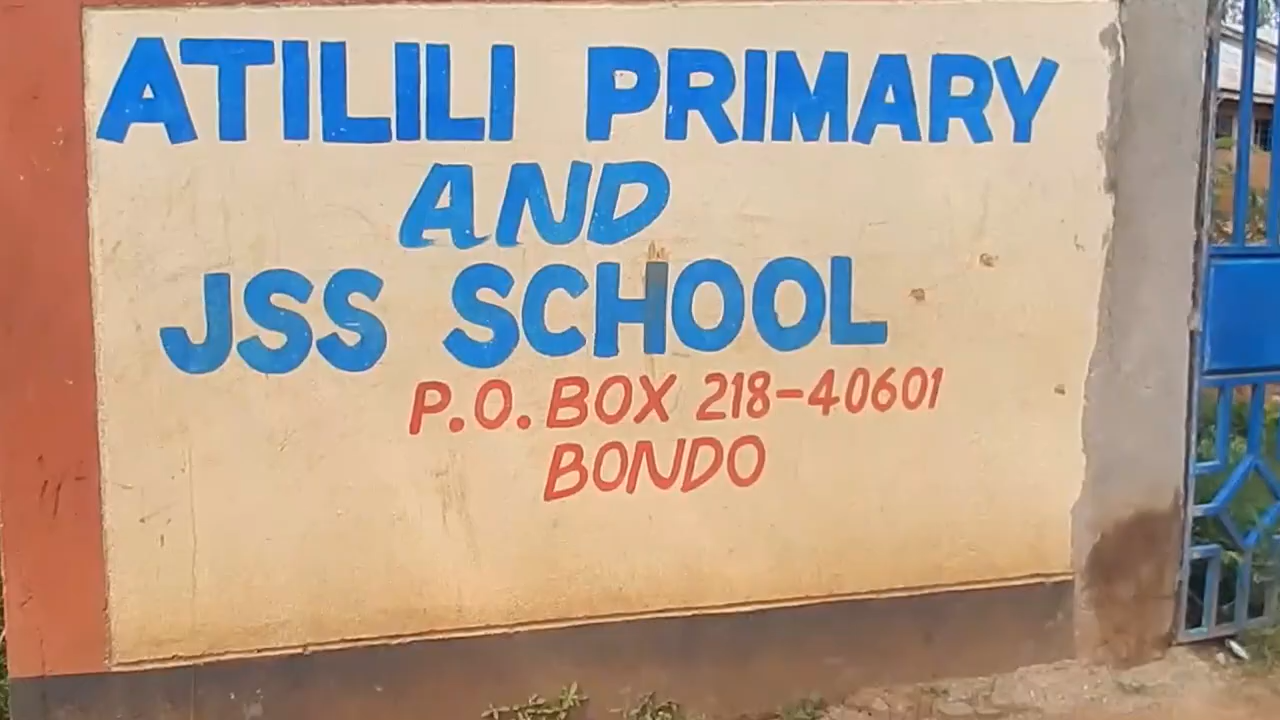 ATILILI PRIMARY
AND
JSS SCHOOL
P.O. BOX 218-40601
BONDO